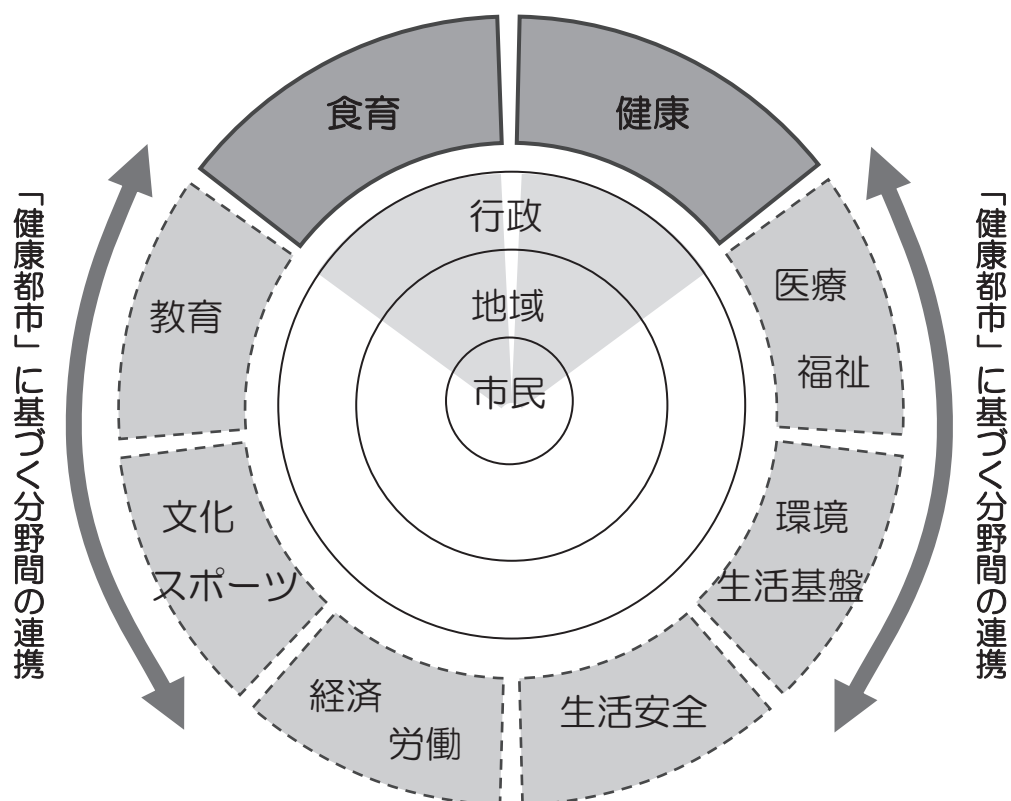 食育
健康
行政
地域
市民
教育
医療
福祉
文化
スポーツ
環境
生活基盤
経済
労働
生活安全
「健康都市」に基づく分野間の連携
「健康都市」に基づく分野間の連携